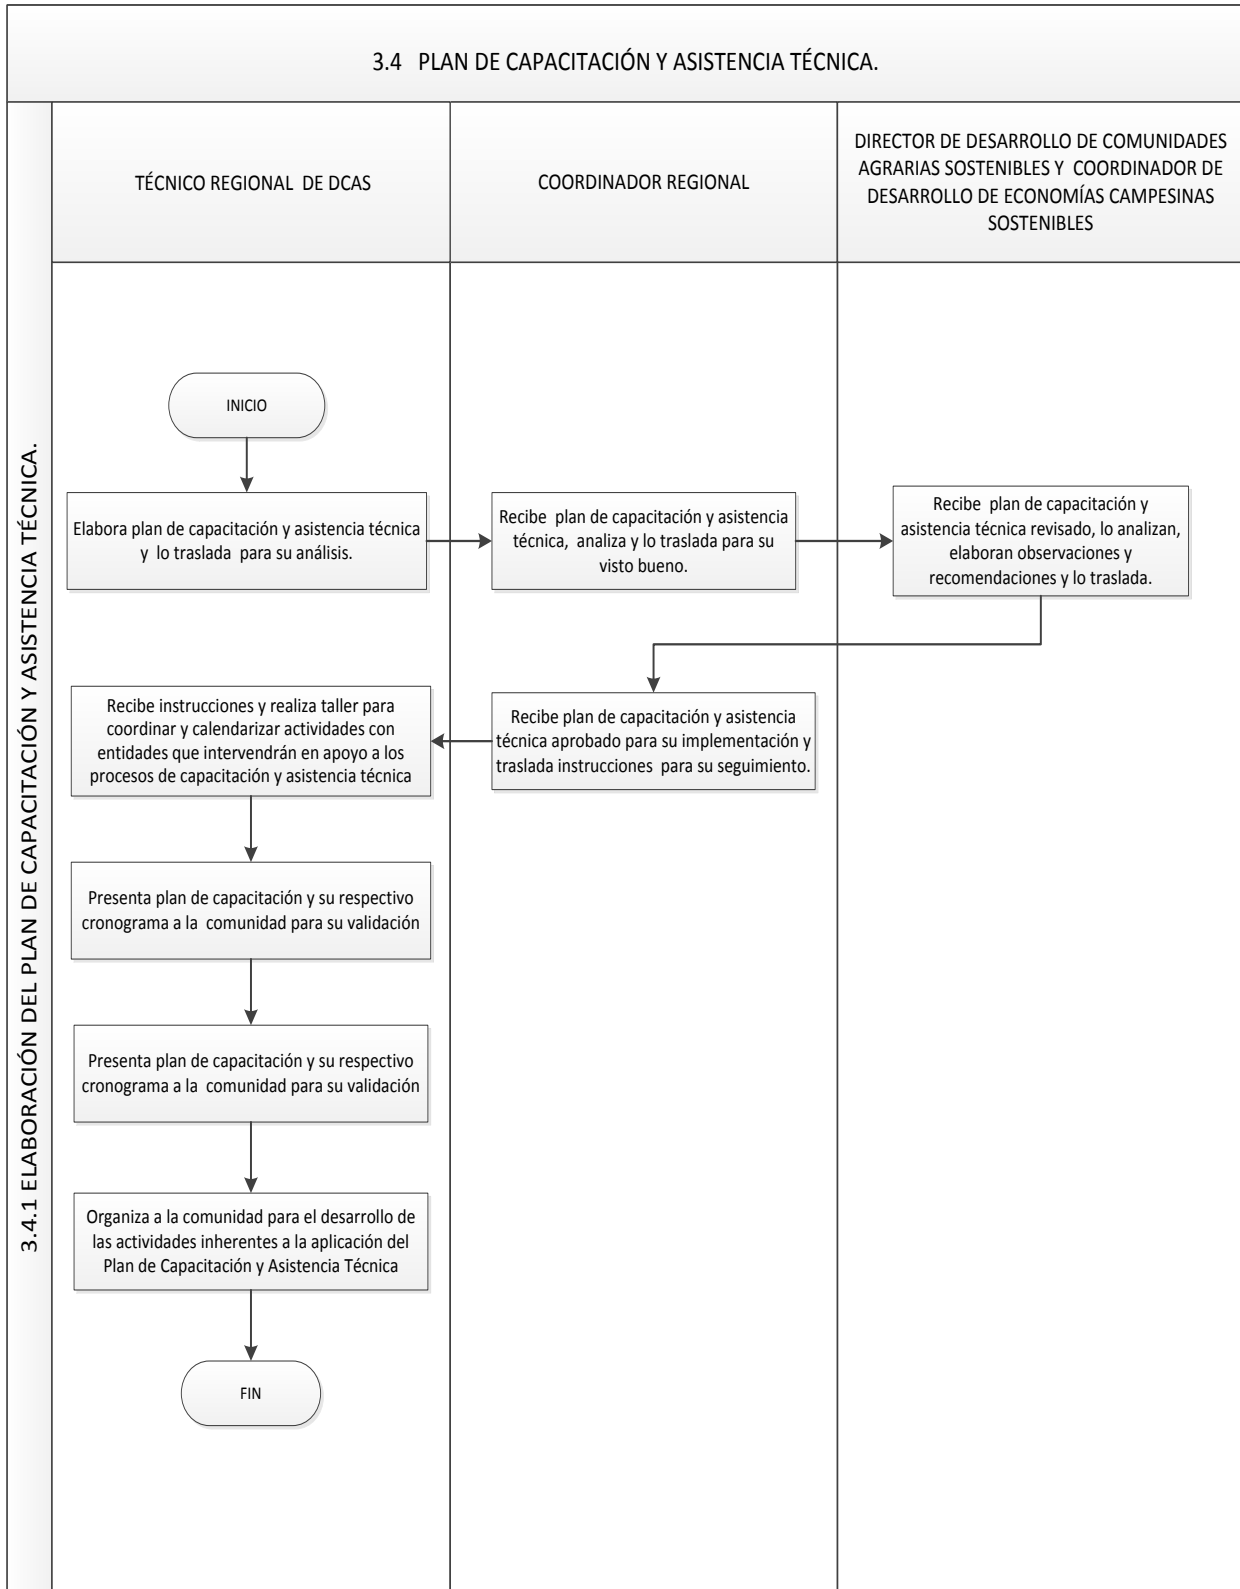 3.4 PLAN DE CAPACITACIÓN Y ASISTENCIA TÉCNICA.
3.4.1 ELABORACIÓN DEL PLAN DE CAPACITACIÓN Y ASISTENCIA TÉCNICA.
TÉCNICO REGIONAL DE DCAS
COORDINADOR REGIONAL
DIRECTOR DE DESARROLLO DE COMUNIDADES
AGRARIAS SOSTENIBLES Y COORDINADOR DE
DESARROLLO DE ECONOMÍAS CAMPESINAS
SOSTENIBLES
INICIO
Elabora plan de capacitación y asistencia técnica
y lo traslada para su análisis.
Recibe plan de capacitación y asistencia
técnica, analiza y lo traslada para su
visto bueno.
Recibe plan de capacitación y
asistencia técnica revisado, lo analizan,
elaboran observaciones y
recomendaciones y lo traslada.
Recibe plan de capacitación y asistencia
técnica aprobado para su implementación y
traslada instrucciones para su seguimiento.
Recibe instrucciones y realiza taller para
coordinar y calendarizar actividades con
entidades que intervendrán en apoyo a los
procesos de capacitación y asistencia técnica
Presenta plan de capacitación y su respectivo
cronograma a la comunidad para su validación
Presenta plan de capacitación y su respectivo
cronograma a la comunidad para su validación
Organiza a la comunidad para el desarrollo de
las actividades inherentes a la aplicación del
Plan de Capacitación y Asistencia Técnica
FIN